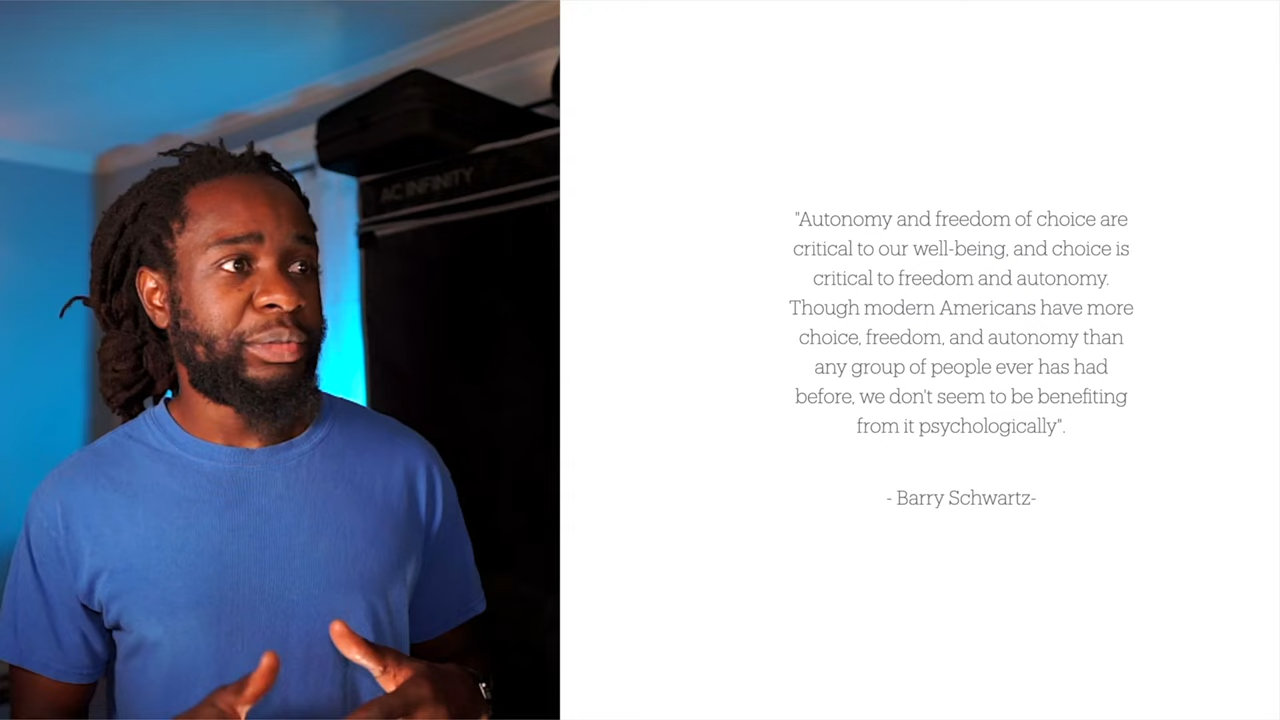 AC INFINITY
"Autonomy and freedom of choice are
critical to our well-being, and choice is
critical to freedom and autonomy.
Though modern Americans have more
choice, freedom, and autonomy than
any group of people ever has had
before, we don't seem to be benefiting
from it psychologically".
- Barry Schwartz-